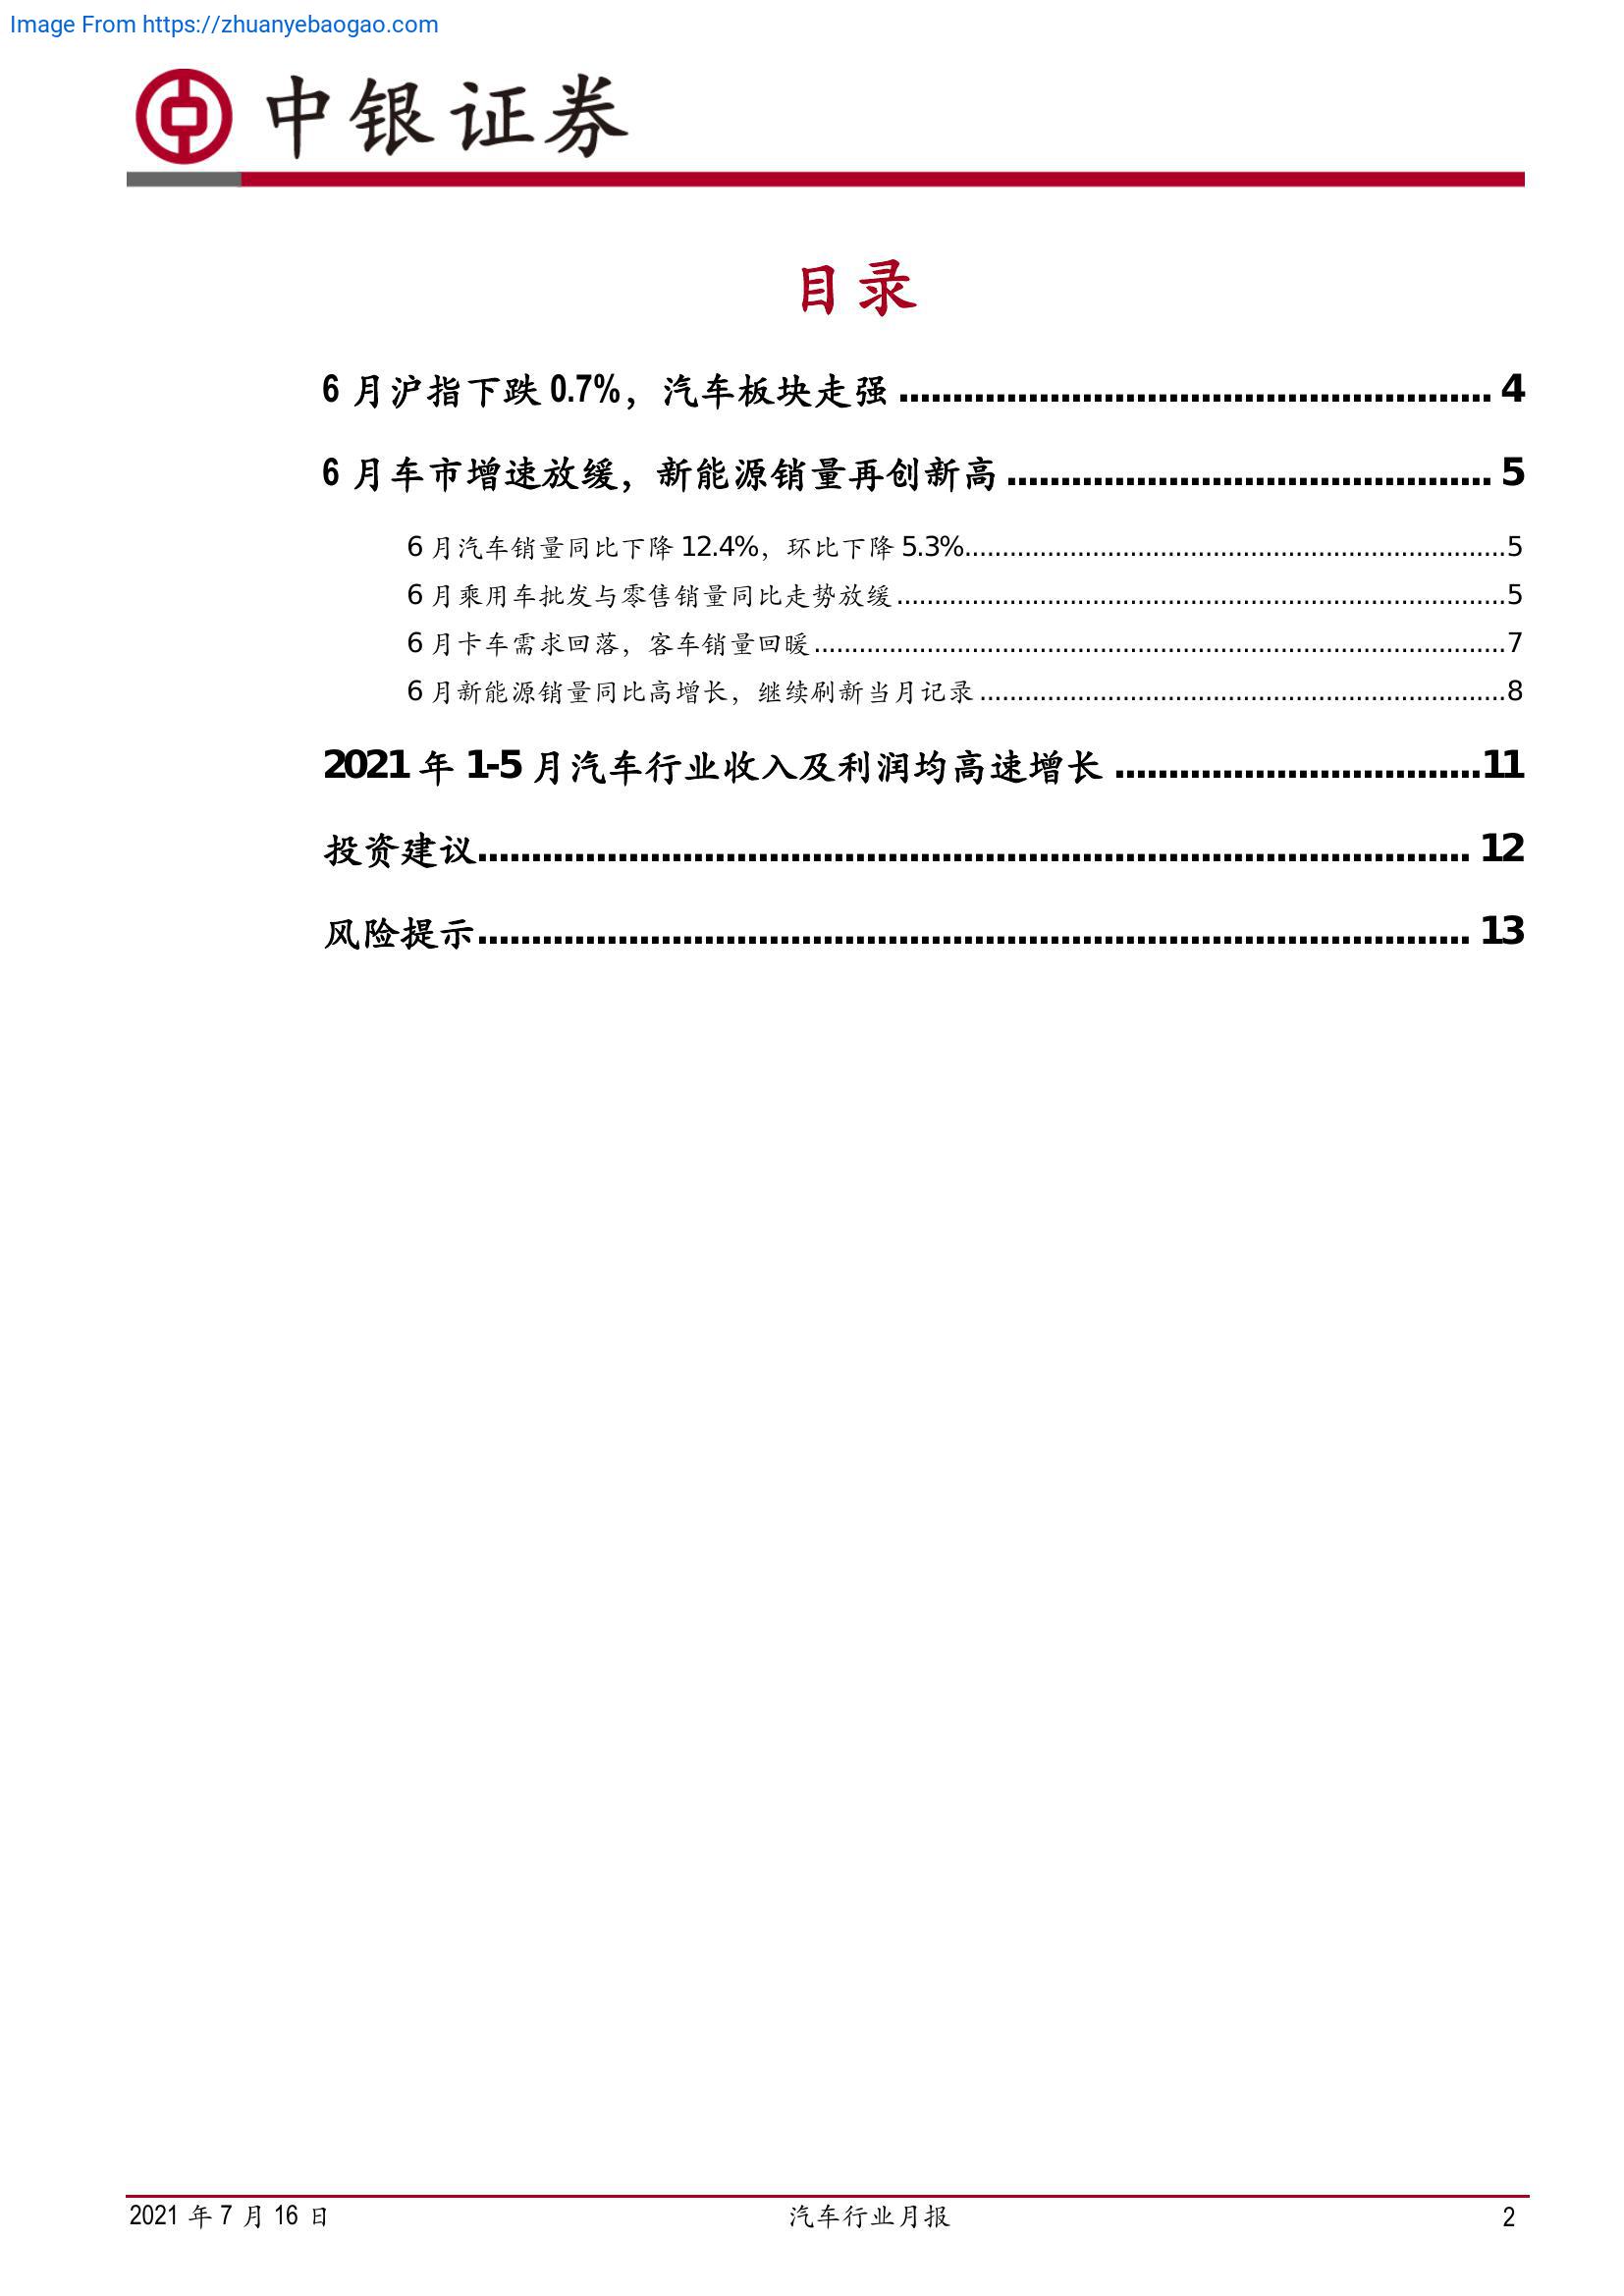 Image From https://zhuanyebaogao.com
中银证券
目录
6 月沪指下跌 0.7%，汽车板块走强 ........................................................ 4
6 月车市增速放缓，新能源销量再创新高 .............................................. 5
6 月汽车销量同比下降 12.4%，环比下降 5.3%.........................................................................5
6 月乘用车批发与零售销量同比走势放缓..................................................................................5
6 月卡车需求回落，客车销量回暖.............................................................................................7
6 月新能源销量同比高增长，继续刷新当月记录.......................................................................8
2021 年 1-5 月汽车行业收入及利润均高速增长 ...................................11
投资建议.............................................................................................. 12
风险提示.............................................................................................. 13
2021 年 7 月 16 日
汽车行业月报
2